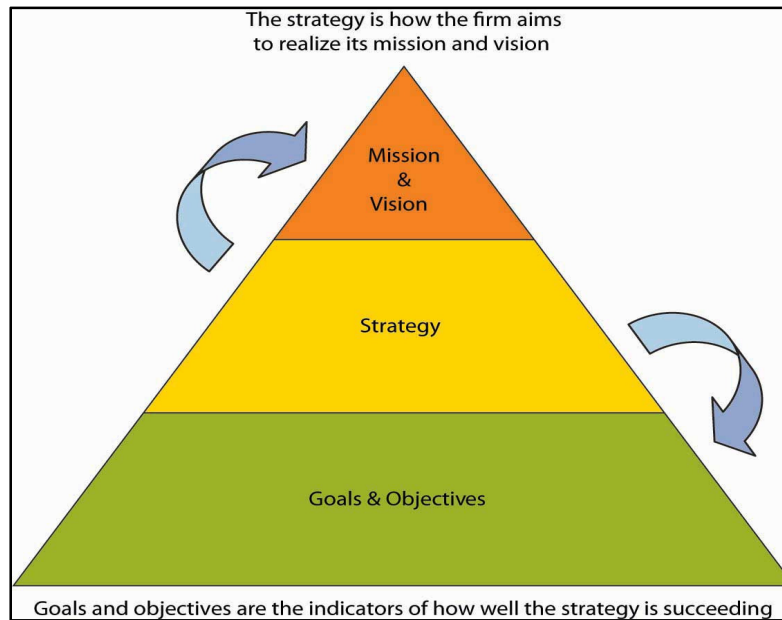 The strategy is how the firm aims
to realize its mission and vision
Mission
&
Vision
Strategy
Goals & Objectives
Goals and objectives are the indicators of how well the strategy is succeeding